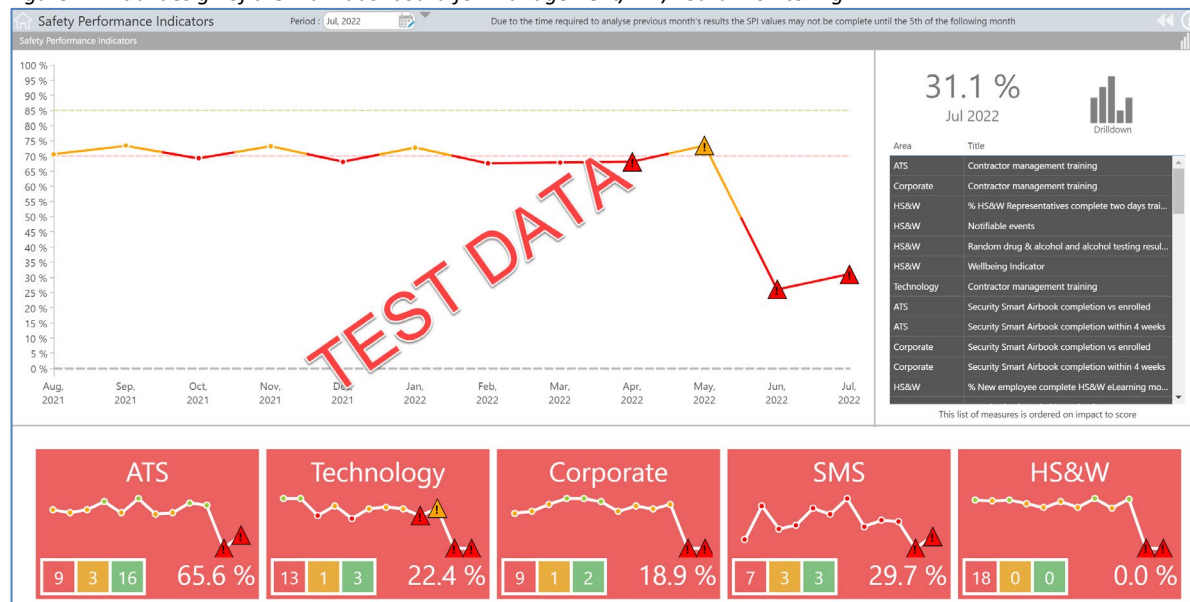 Safety Performance Indicators
Period : Jul, 2022
Due to the time required to analyse previous month's results the SPI values may not be complete until the 5th of the following month
Safety Performance Indicators
100 %
95 %
90 %
85 %
80 %
75 %
70 %
65 %
60 %
55 %
50 %
45 %
40 %
35 %
30 %
25 %
20 %
15 %
10 %
5 %
0 %
TEST DATA
Aug, 2021
Sep, 2021
Oct, 2021
Nov, 2021
2021
Jan, 2022
Feb, 2022
Mar, 2022
Apr, 2022
May, 2022
Jun, 2022
Jul, 2022
31.1 %
Jul 2022
Drilldown
Area Title
ATS Contractor management training
Corporate Contractor management training
HS&W % HS&W Representatives complete two days trai...
HS&W Notifiable events
HS&W Random drug & alcohol and alcohol testing resul...
HS&W Wellbeing Indicator
Technology Contractor management training
ATS Security Smart Airbook completion vs enrolled
ATS Security Smart Airbook completion within 4 weeks
Corporate Security Smart Airbook completion vs enrolled
Corporate Security Smart Airbook completion within 4 weeks
HS&W % New employee complete HS&W eLearning mo...
This list of measures is ordered on impact to score
ATS
9 3 16 65.6 %
Technology
13 1 3 22.4 %
Corporate
9 1 2 18.9 %
SMS
7 3 3 29.7 %
HS&W
18 0 0 0.0 %